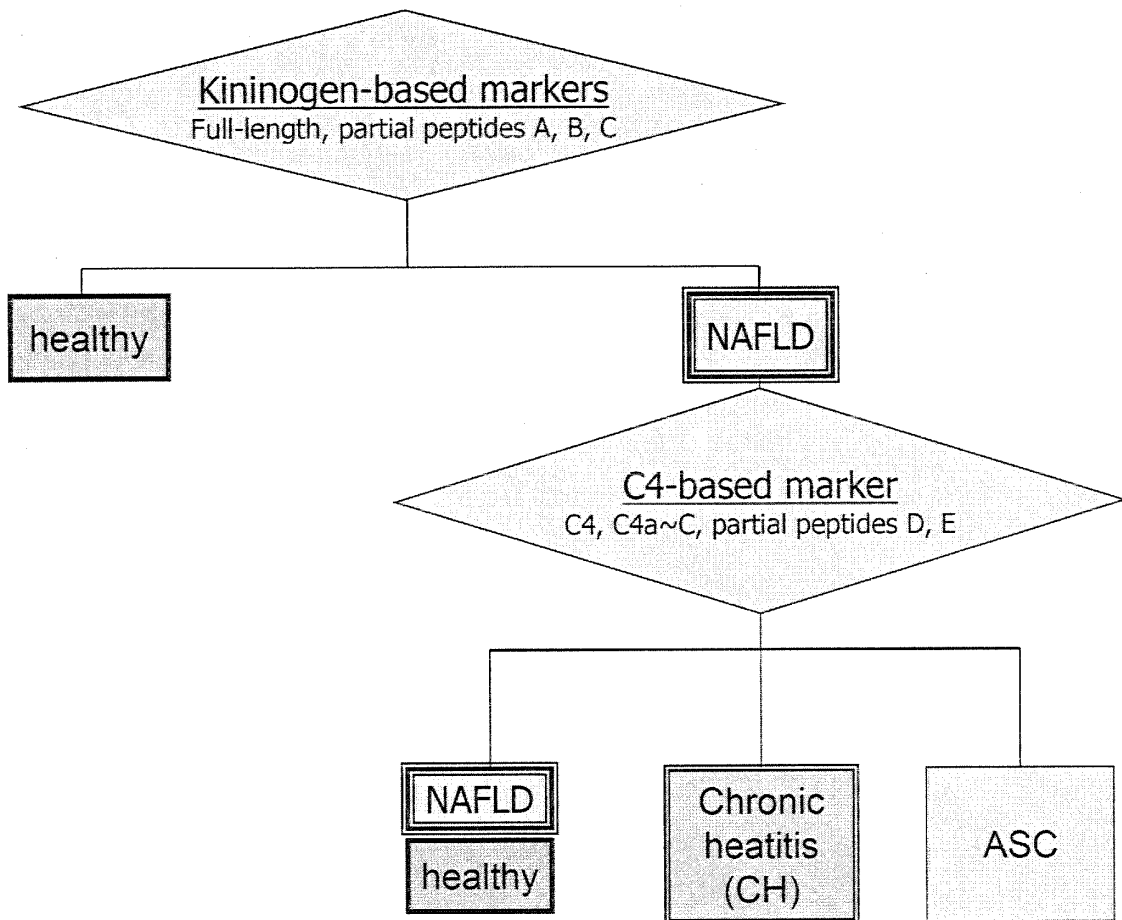 Kininogen-based markers
Full-length, partial peptides A, B, C
healthy
NAFLD
C4-based marker
C4, C4a~C, partial peptides D, E
NAFLD
healthy
Chronic
heatitis
(CH)
ASC